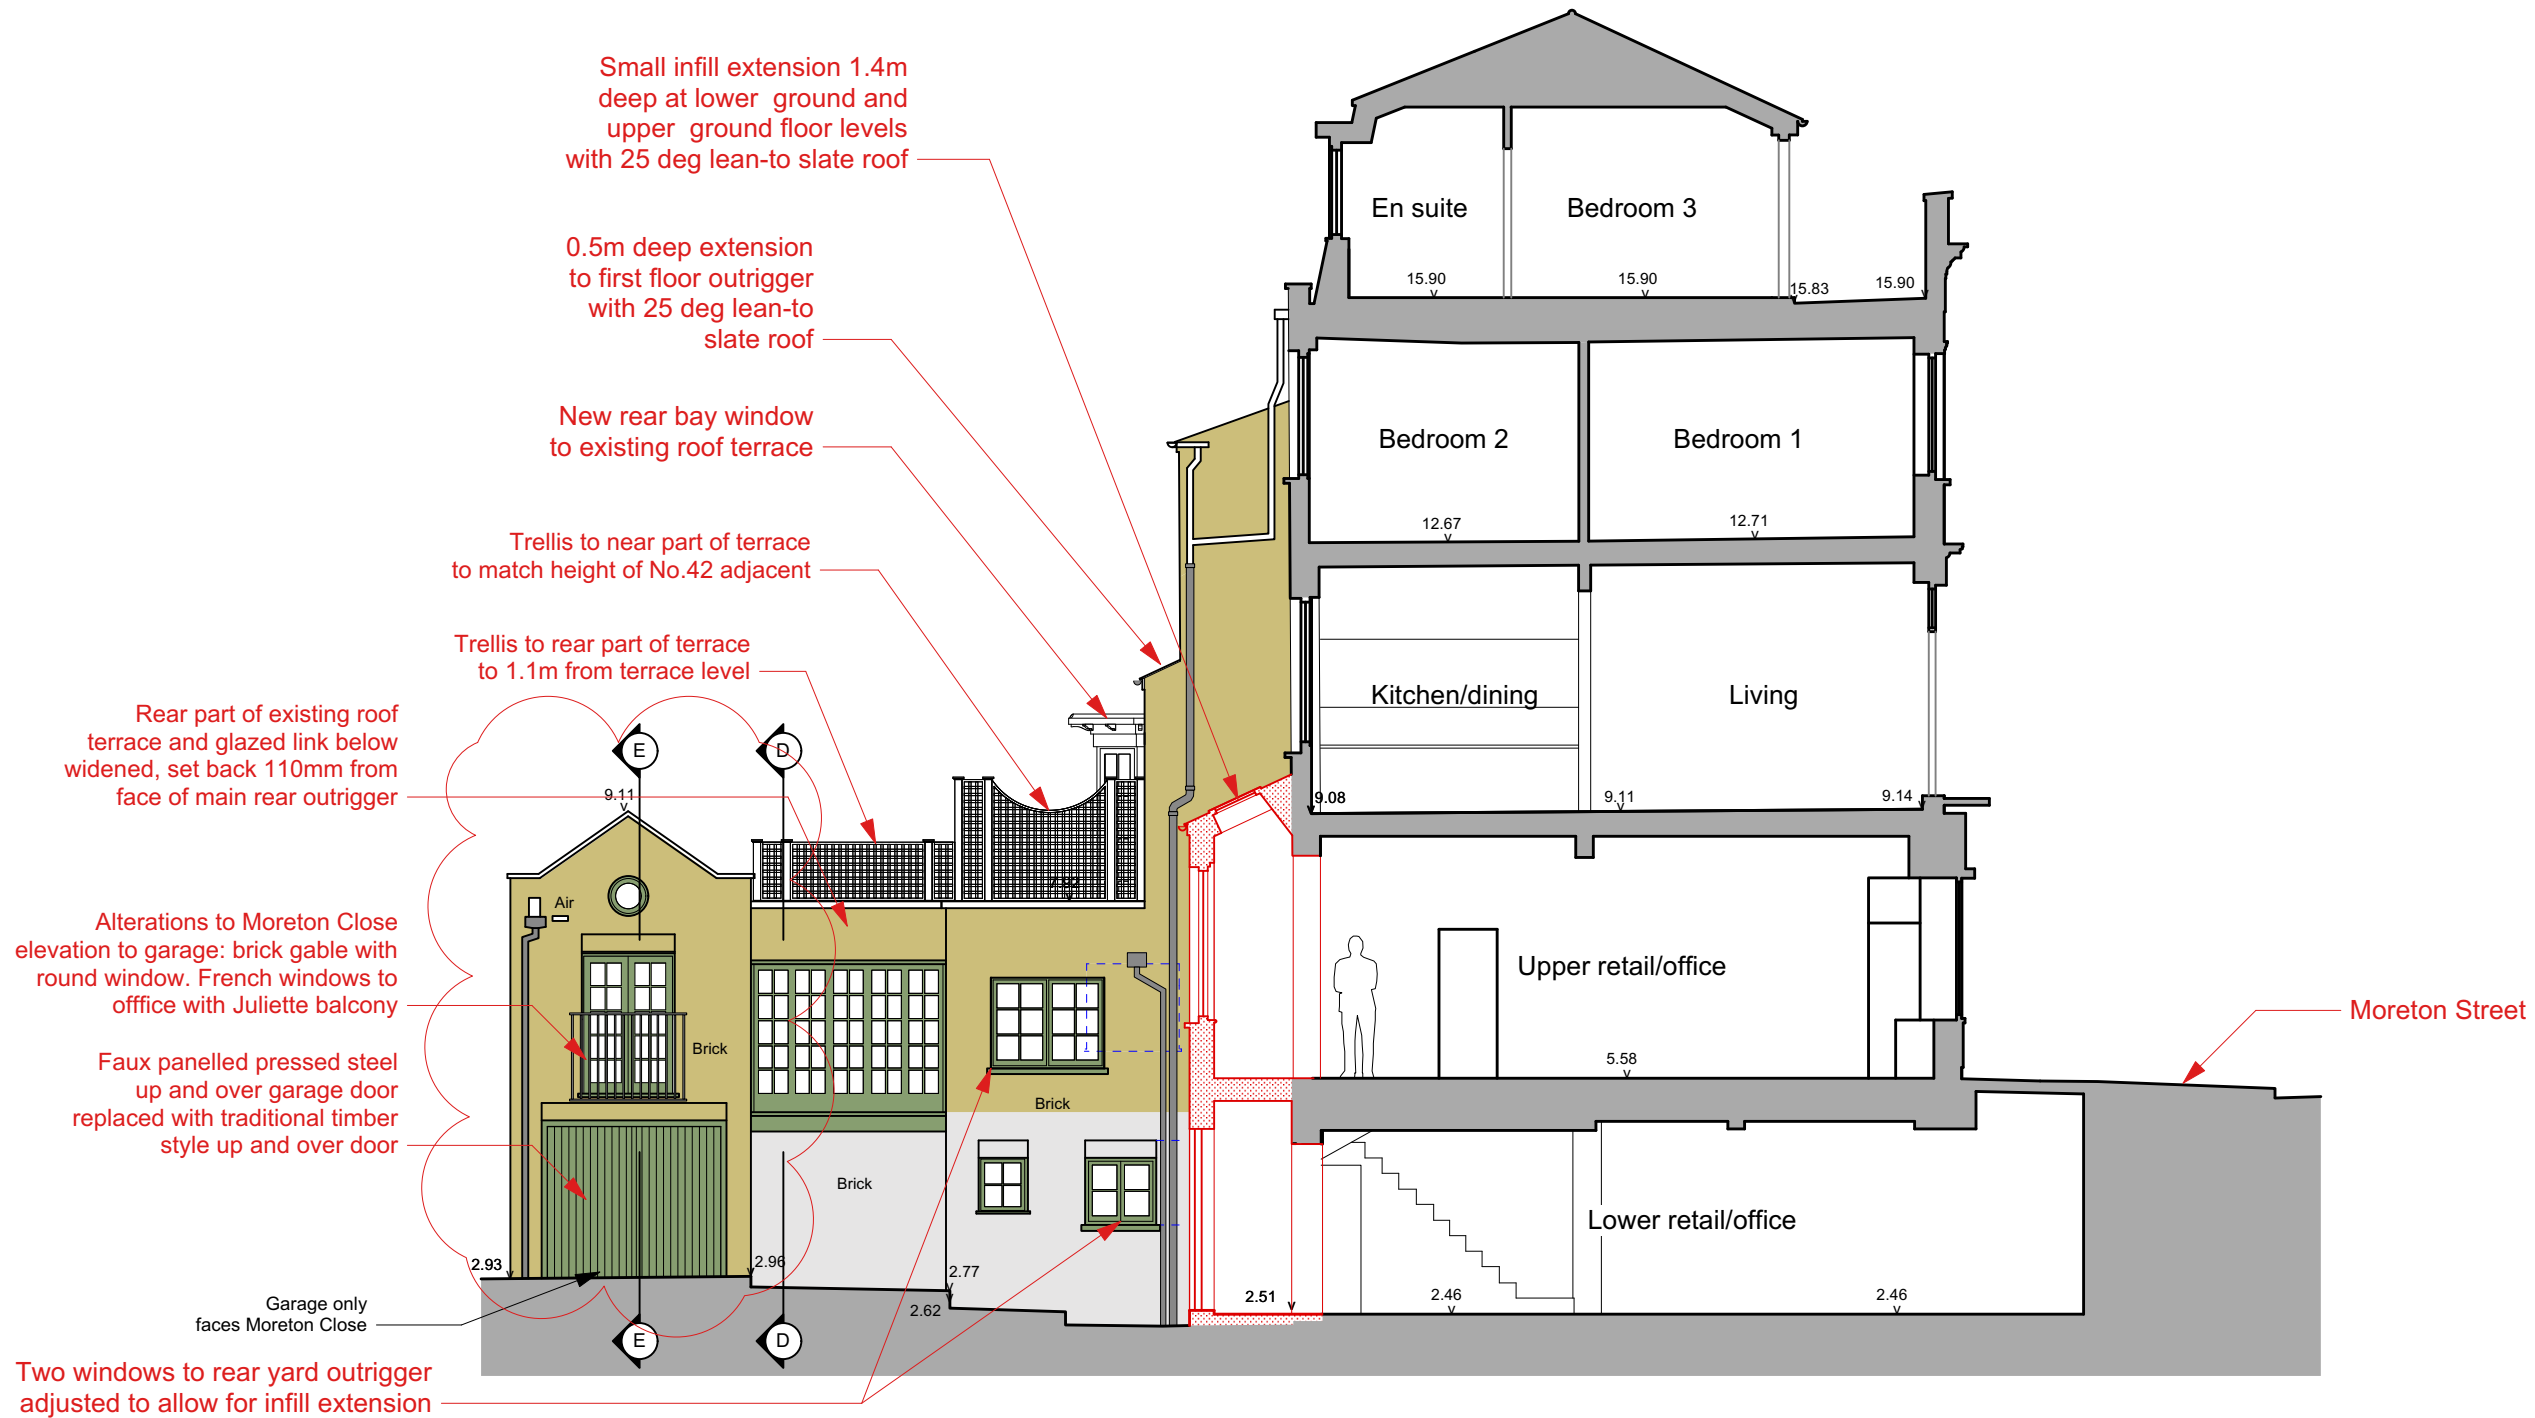 Small infill extension 1.4m
deep at lower ground and
upper ground floor levels
with 25 deg lean-to slate roof
0.5m deep extension
to first floor outrigger
with 25 deg lean-to
slate roof
New rear bay window
to existing roof terrace
Trellis to near part of terrace
to match height of No.42 adjacent
Trellis to rear part of terrace
to 1.1m from terrace level
Rear part of existing roof
terrace and glazed link below
widened, set back 110mm from
face of main rear outrigger
Alterations to Moreton Close
elevation to garage: brick gable with
round window. French windows to
offfice with Juliette balcony
Faux panelled pressed steel
up and over garage door
replaced with traditional timber
style up and over door
Garage only
faces Moreton Close
Two windows to rear yard outrigger
adjusted to allow for infill extension
E
D
9.11
Air
7.92
Brick
Brick
Brick
2.93
2.96
2.77
2.62
E
D
En suite
Bedroom 3
15.90
15.90
15.83
15.90
Bedroom 2
Bedroom 1
12.67
12.71
Kitchen/dining
Living
9.08
9.11
9.14
Upper retail/office
5.58
Moreton Street
Lower retail/office
2.51
2.46
2.46